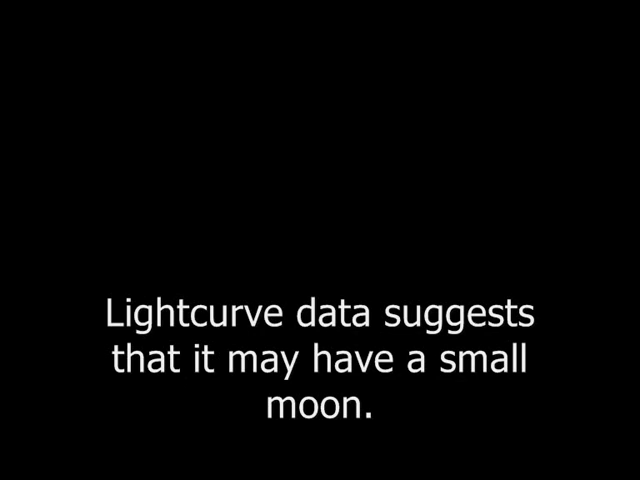 Lightcurve data suggests
that it may have a small
moon.